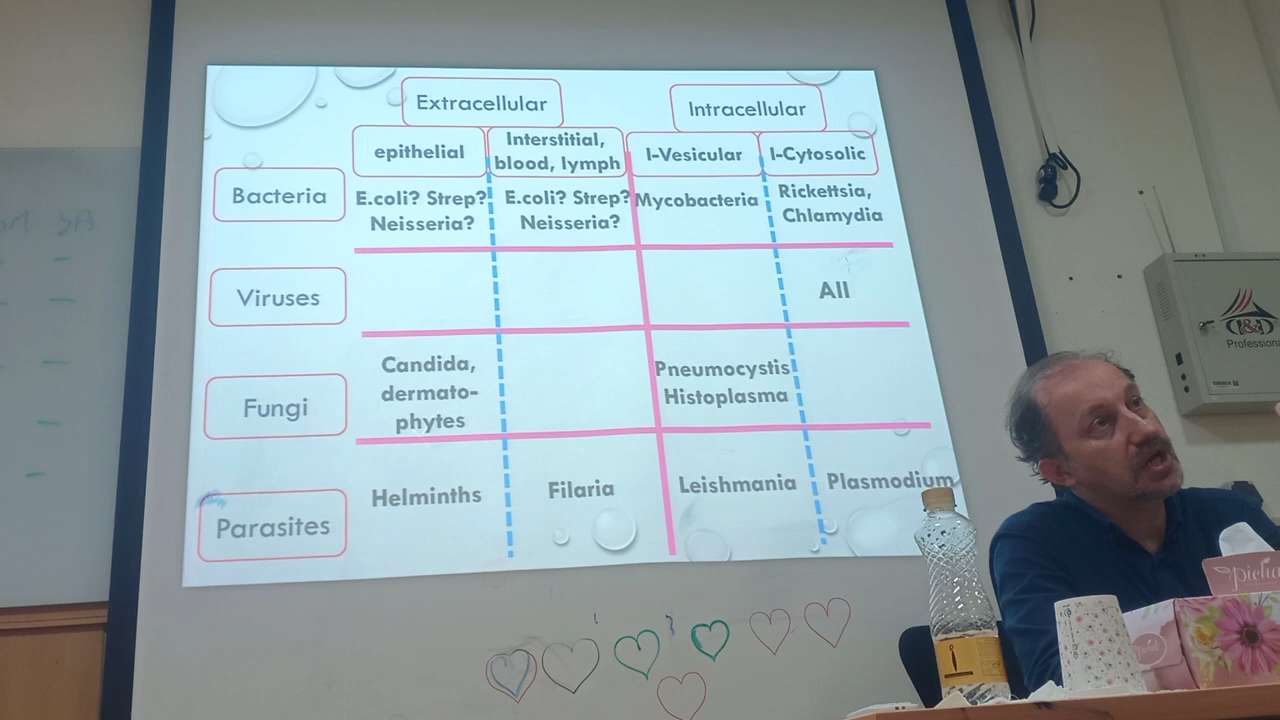 Extracellular
Intracellular
epithelial
Interstitial,
blood, lymph
I-Vesicular
I-Cytosolic
Bacteria
E.coli? Strep?
Neisseria?
E.coli? Strep?
Neisseria?
Mycobacteria
Rickettsia,
Chlamydia
Viruses
All
Fungi
Candida,
dermato-
phytes
Pneumocystis
Histoplasma
Parasites
Helminths
Filaria
Leishmania
Plasmodium
Professiona